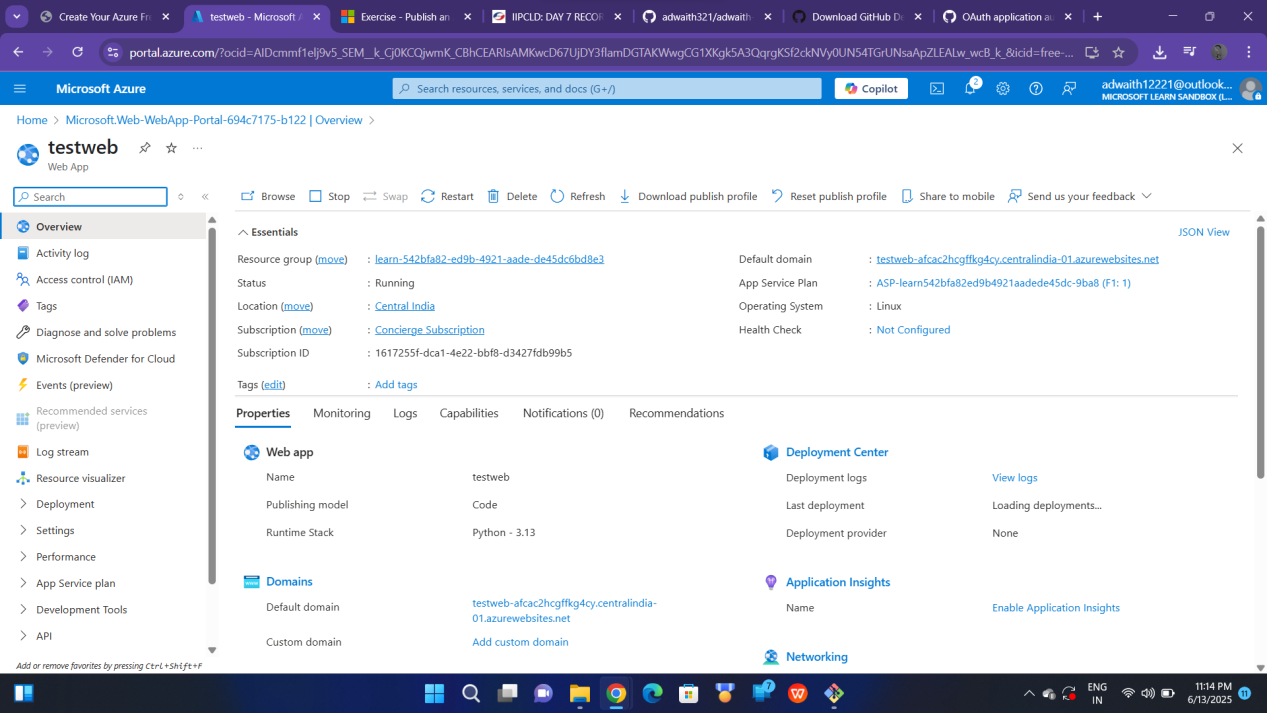 Create Your Azure Fre
testweb - Microsoft A
Exercise - Publish an
IIPCLD: DAY 7 RECOR
adwaith321/adwaith
Download GitHub De
OAuth application au
portal.azure.com/?ocid=AIDcmmf1elj9v5_SEM__k_Cj0KCQjwmK_CBhCEARIsAMKwcD67UjDY3flamDGTAKWwgCG1XKgk5A3QqrgKSf2ckNVy0UN54TGrUNsaApZLEALw_wcB_k_&icid=free-...
Microsoft Azure
Search resources, services, and docs (G+/)
Copilot
2
adwaith12221@outlook...
MICROSOFT LEARN SANDBOX (L...
Home > Microsoft.Web-WebApp-Portal-694c7175-b122 | Overview >
testweb
Web App
Search
Browse
Stop
Swap
Restart
Delete
Refresh
Download publish profile
Reset publish profile
Share to mobile
Send us your feedback
Overview
Activity log
Access control (IAM)
Tags
Diagnose and solve problems
Microsoft Defender for Cloud
Events (preview)
Recommended services
(preview)
Log stream
Resource visualizer
Deployment
Settings
Performance
App Service plan
Development Tools
API
Add or remove favorites by pressing Ctrl+Shift+F
Essentials
JSON View
Resource group (move) : learn-542bfa82-ed9b-4921-aade-de45dc6bd8e3
Status : Running
Location (move) : Central India
Subscription (move) : Concierge Subscription
Subscription ID : 1617255f-dca1-4e22-bbf8-d3427fdb99b5
Tags (edit) : Add tags
Default domain : testweb-afcac2hcgffkg4cy.centralindia-01.azurewebsites.net
App Service Plan : ASP-learn542bfa82ed9b4921aadede45dc-9ba8 (F1: 1)
Operating System : Linux
Health Check : Not Configured
Properties
Monitoring
Logs
Capabilities
Notifications (0)
Recommendations
Web app
Name testweb
Publishing model Code
Runtime Stack Python - 3.13
Domains
Default domain testweb-afcac2hcgffkg4cy.centralindia-
01.azurewebsites.net
Custom domain Add custom domain
Deployment Center
Deployment logs View logs
Last deployment Loading deployments...
Deployment provider None
Application Insights
Name Enable Application Insights
Networking
7
ENG
IN
11:14 PM
6/13/2025
11